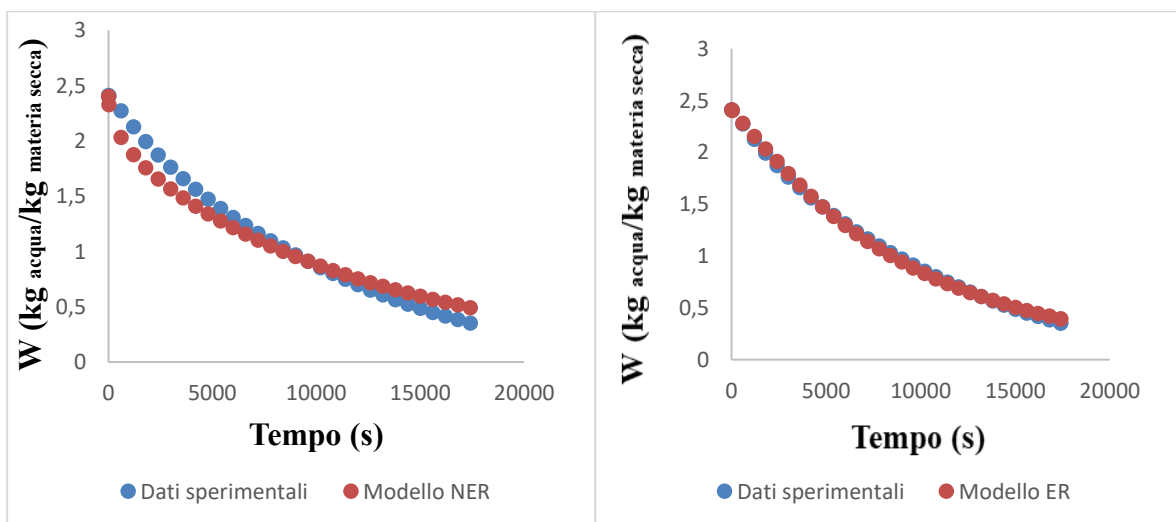 W (kg acqua/kg materia secca)
3
2,5
2
1,5
1
0,5
0
0 5000 10000 15000 20000
Tempo (s)
Dati sperimentali Modello NER
W (kg acqua/kg materia secca)
3
2,5
2
1,5
1
0,5
0
0 5000 10000 15000 20000
Tempo (s)
Dati sperimentali Modello ER